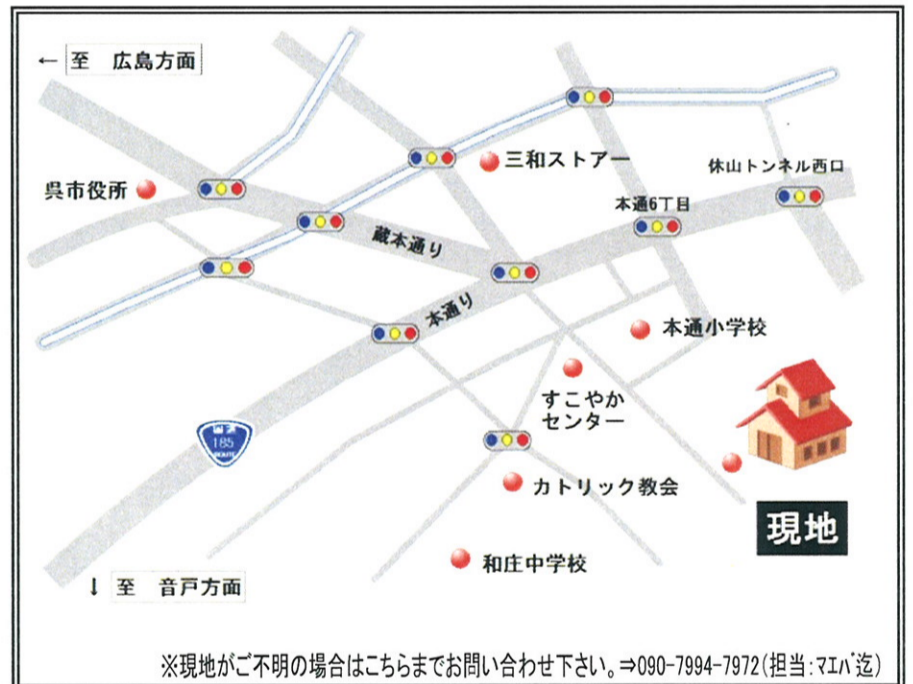 ← 至 広島方面
三和ストアー
休山トンネル西口
呉市役所
本通6丁目
蔵本通り
本通り
本通小学校
すこやか
センター
国道
185
ROUTE
カトリック教会
現地
和庄中学校
↓ 至 音戸方面
※現地がご不明の場合はこちらまでお問い合わせ下さい。⇒090-7994-7972(担当:マエバ迄)